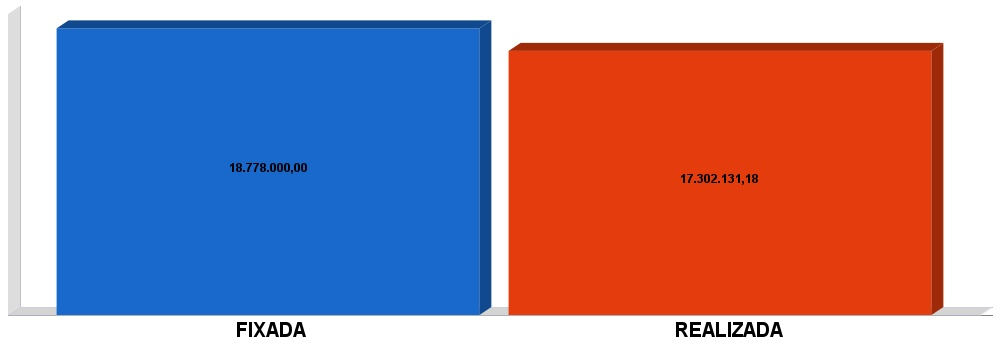 18.778.000,00
17.302.131,18
FIXADA
REALIZADA